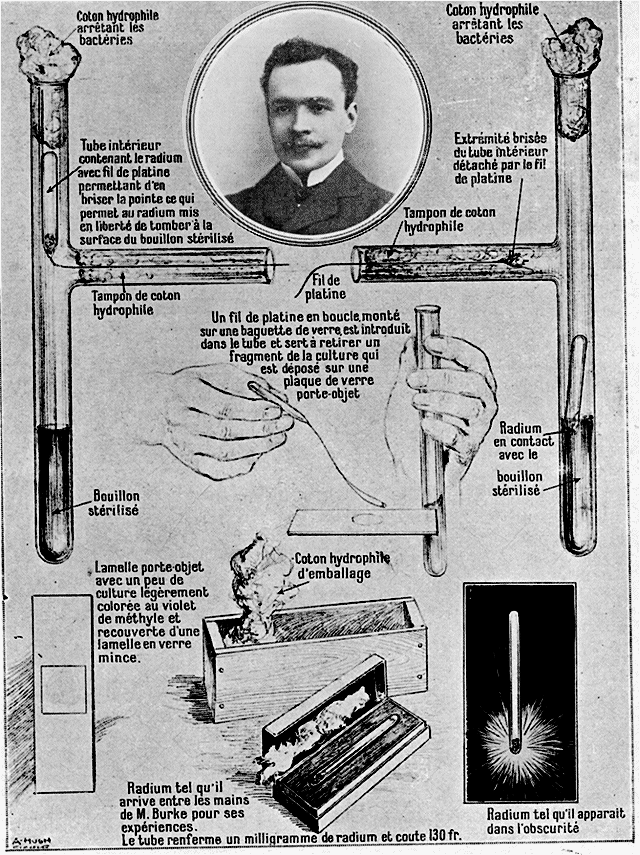 Coton hydrophile
arrêtant les
bactéries
Coton hydrophile
arrêtant les
bactéries
Tube intérieur
contenant le radium
avec fil de platine
permettant d'en
briser la pointe ce qui
permet au radium mis
en liberté de tomber à la
surface du bouillon stérilisé
Extrémité brisée
du tube intérieur
détaché par le fil
de platine
Tampon de coton
hydrophile
Tampon de coton
hydrophile
Fil de
platine
Un fil de platine en boucle, monté
sur une baguette de verre, est introduit
dans le tube et sert à retirer un
fragment de la culture qui
est déposé sur une
plaque de verre
porte-objet
Radium
en contact
avec le
bouillon
stérilisé
Bouillon
stérilisé
Lamelle porte-objet
avec un peu de
culture légèrement
colorée au violet
de méthyle et
recouverte d'une
lamelle en verre
mince.
Coton hydrophile
d'emballage
Radium tel qu'il
arrive entre les mains
de M. Burke pour ses
expériences.
Le tube renferme un milligramme de radium et coute 130 fr.
Radium tel qu'il apparait
dans l'obscurité